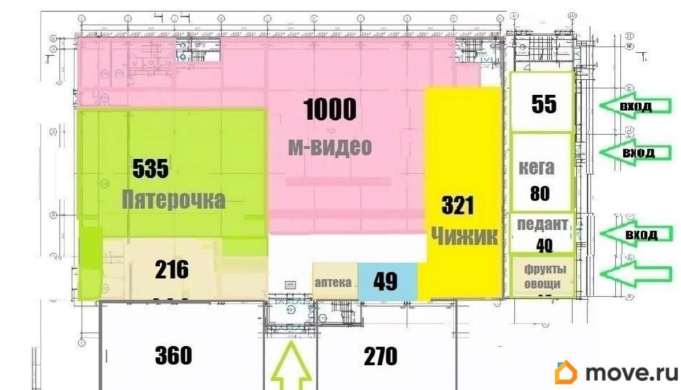 1000
м-видео
55
вход
вход
535
Пятерочка
кега
80
321
Чижик
педант
40
вход
216
аптека
49
фрукты
овощи
360
270
move.ru